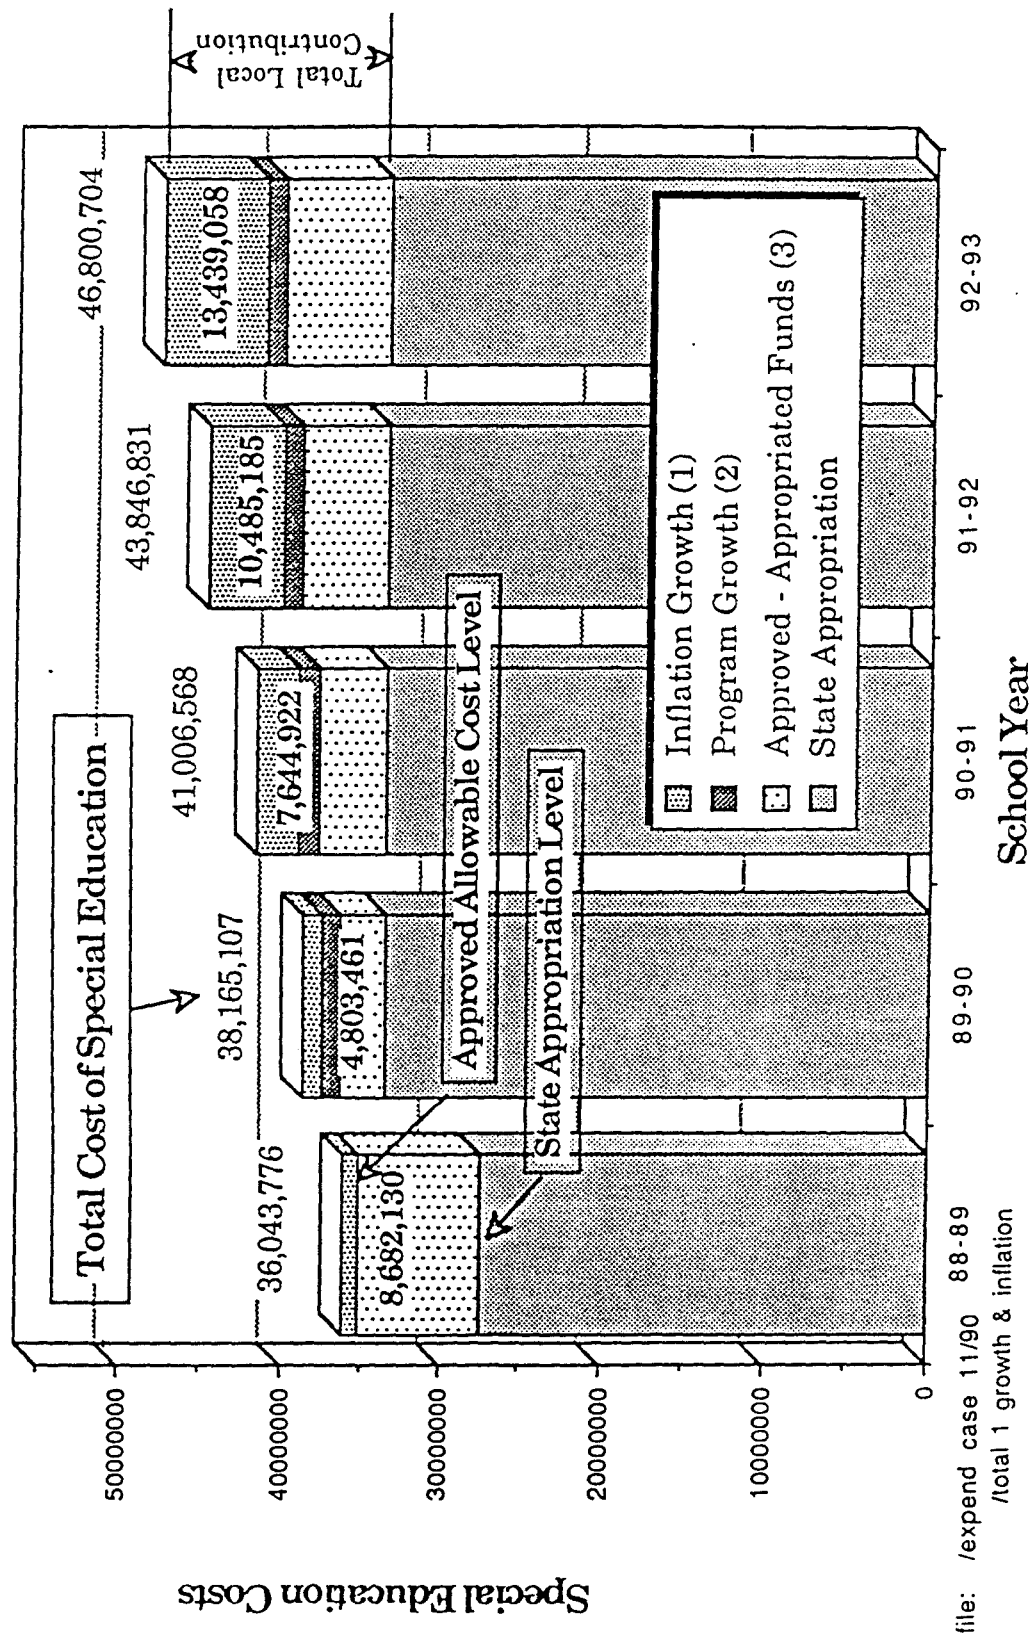 Total Cost of Special Education
46,800,704
43,846,831
41,006,568
38,165,107
36,043,776
13,439,058
10,485,185
7,644,922
4,803,461
8,682,130
Total Local
Contribution
Approved Allowable Cost Level
State Appropriation Level
Inflation Growth (1)
Program Growth (2)
Approved - Appropriated Funds (3)
State Appropriation
50000000
40000000
30000000
20000000
10000000
0
Special Education Costs
88-89
89-90
90-91
91-92
92-93
School Year
file: /expend case 11/90
/total 1 growth & inflation